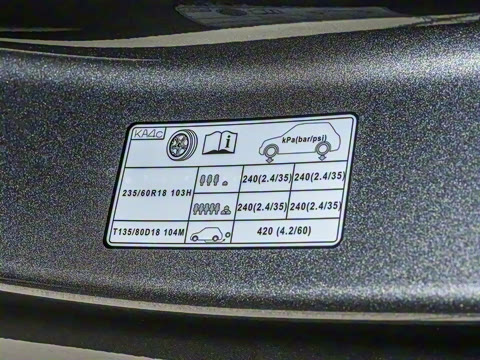 KA4c
i
kPa(bar/psi)
235/60R18 103H
240(2.4/35) 240(2.4/35)
240(2.4/35) 240(2.4/35)
T135/80D18 104M
420 (4.2/60)